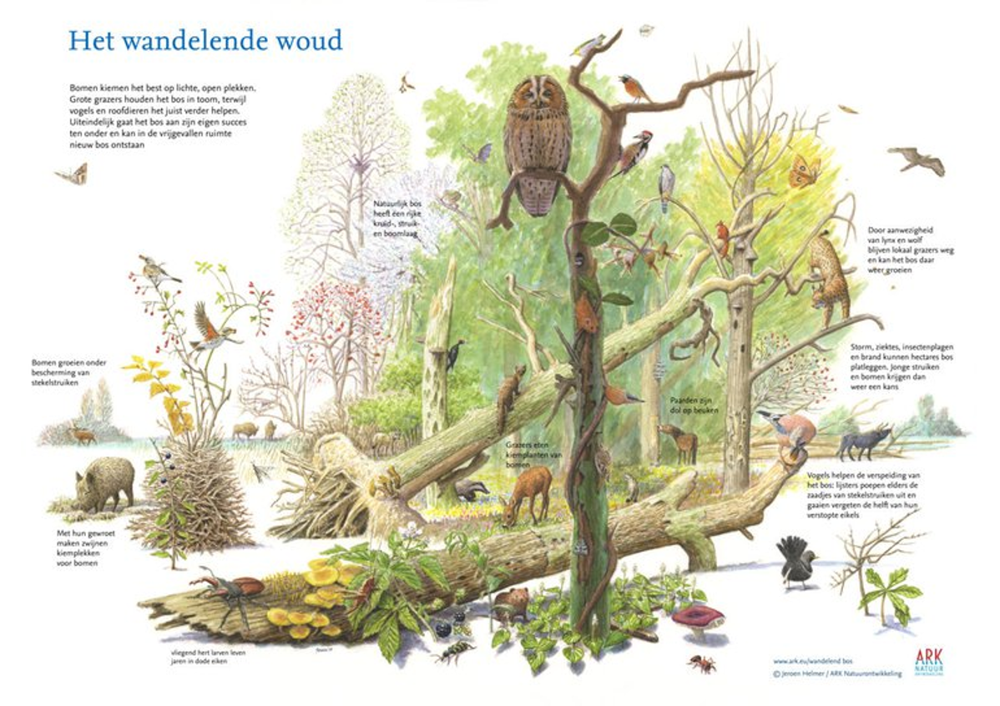 Het wandelende woud
Bomen kiemen het best op lichte, open plekken.
Grote grazers houden het bos in toom, terwijl
vogels en roofdieren het juist verder helpen.
Uiteindelijk gaat het bos aan zijn eigen succes
ten onder en kan in de vrijgevallen ruimte
nieuw bos ontstaan
Natuurlijk bos
heeft een rijke
kruid-, struik-
en boomlaag
Door aanwezigheid
van lynx en wolf
blijven lokaal grazers weg
en kan het bos daar
weer groeien
Bomen groeien onder
bescherming van
stekelstruiken
Storm, ziektes, insectenplagen
en brand kunnen hectares bos
platleggen. Jonge struiken
en bomen krijgen dan
weer een kans
Paarden zijn
dol op beuken
Grazers eten
kiemplanten van
bomen
Vogels helpen de verspeiding van
het bos: lijsters poepen elders de
zaadjes van stekelstruiken uit en
gaaien vergeten de helft van hun
verstopte eikels
Met hun gewroet
maken zwijnen
kiemplekken
voor bomen
vliegend hert larven leven
jaren in dode eiken
www.ark.eu/wandelend bos
© Jeroen Helmer / ARK Natuurontwikkeling
ARK
NATUUR
ONTWIKKELING